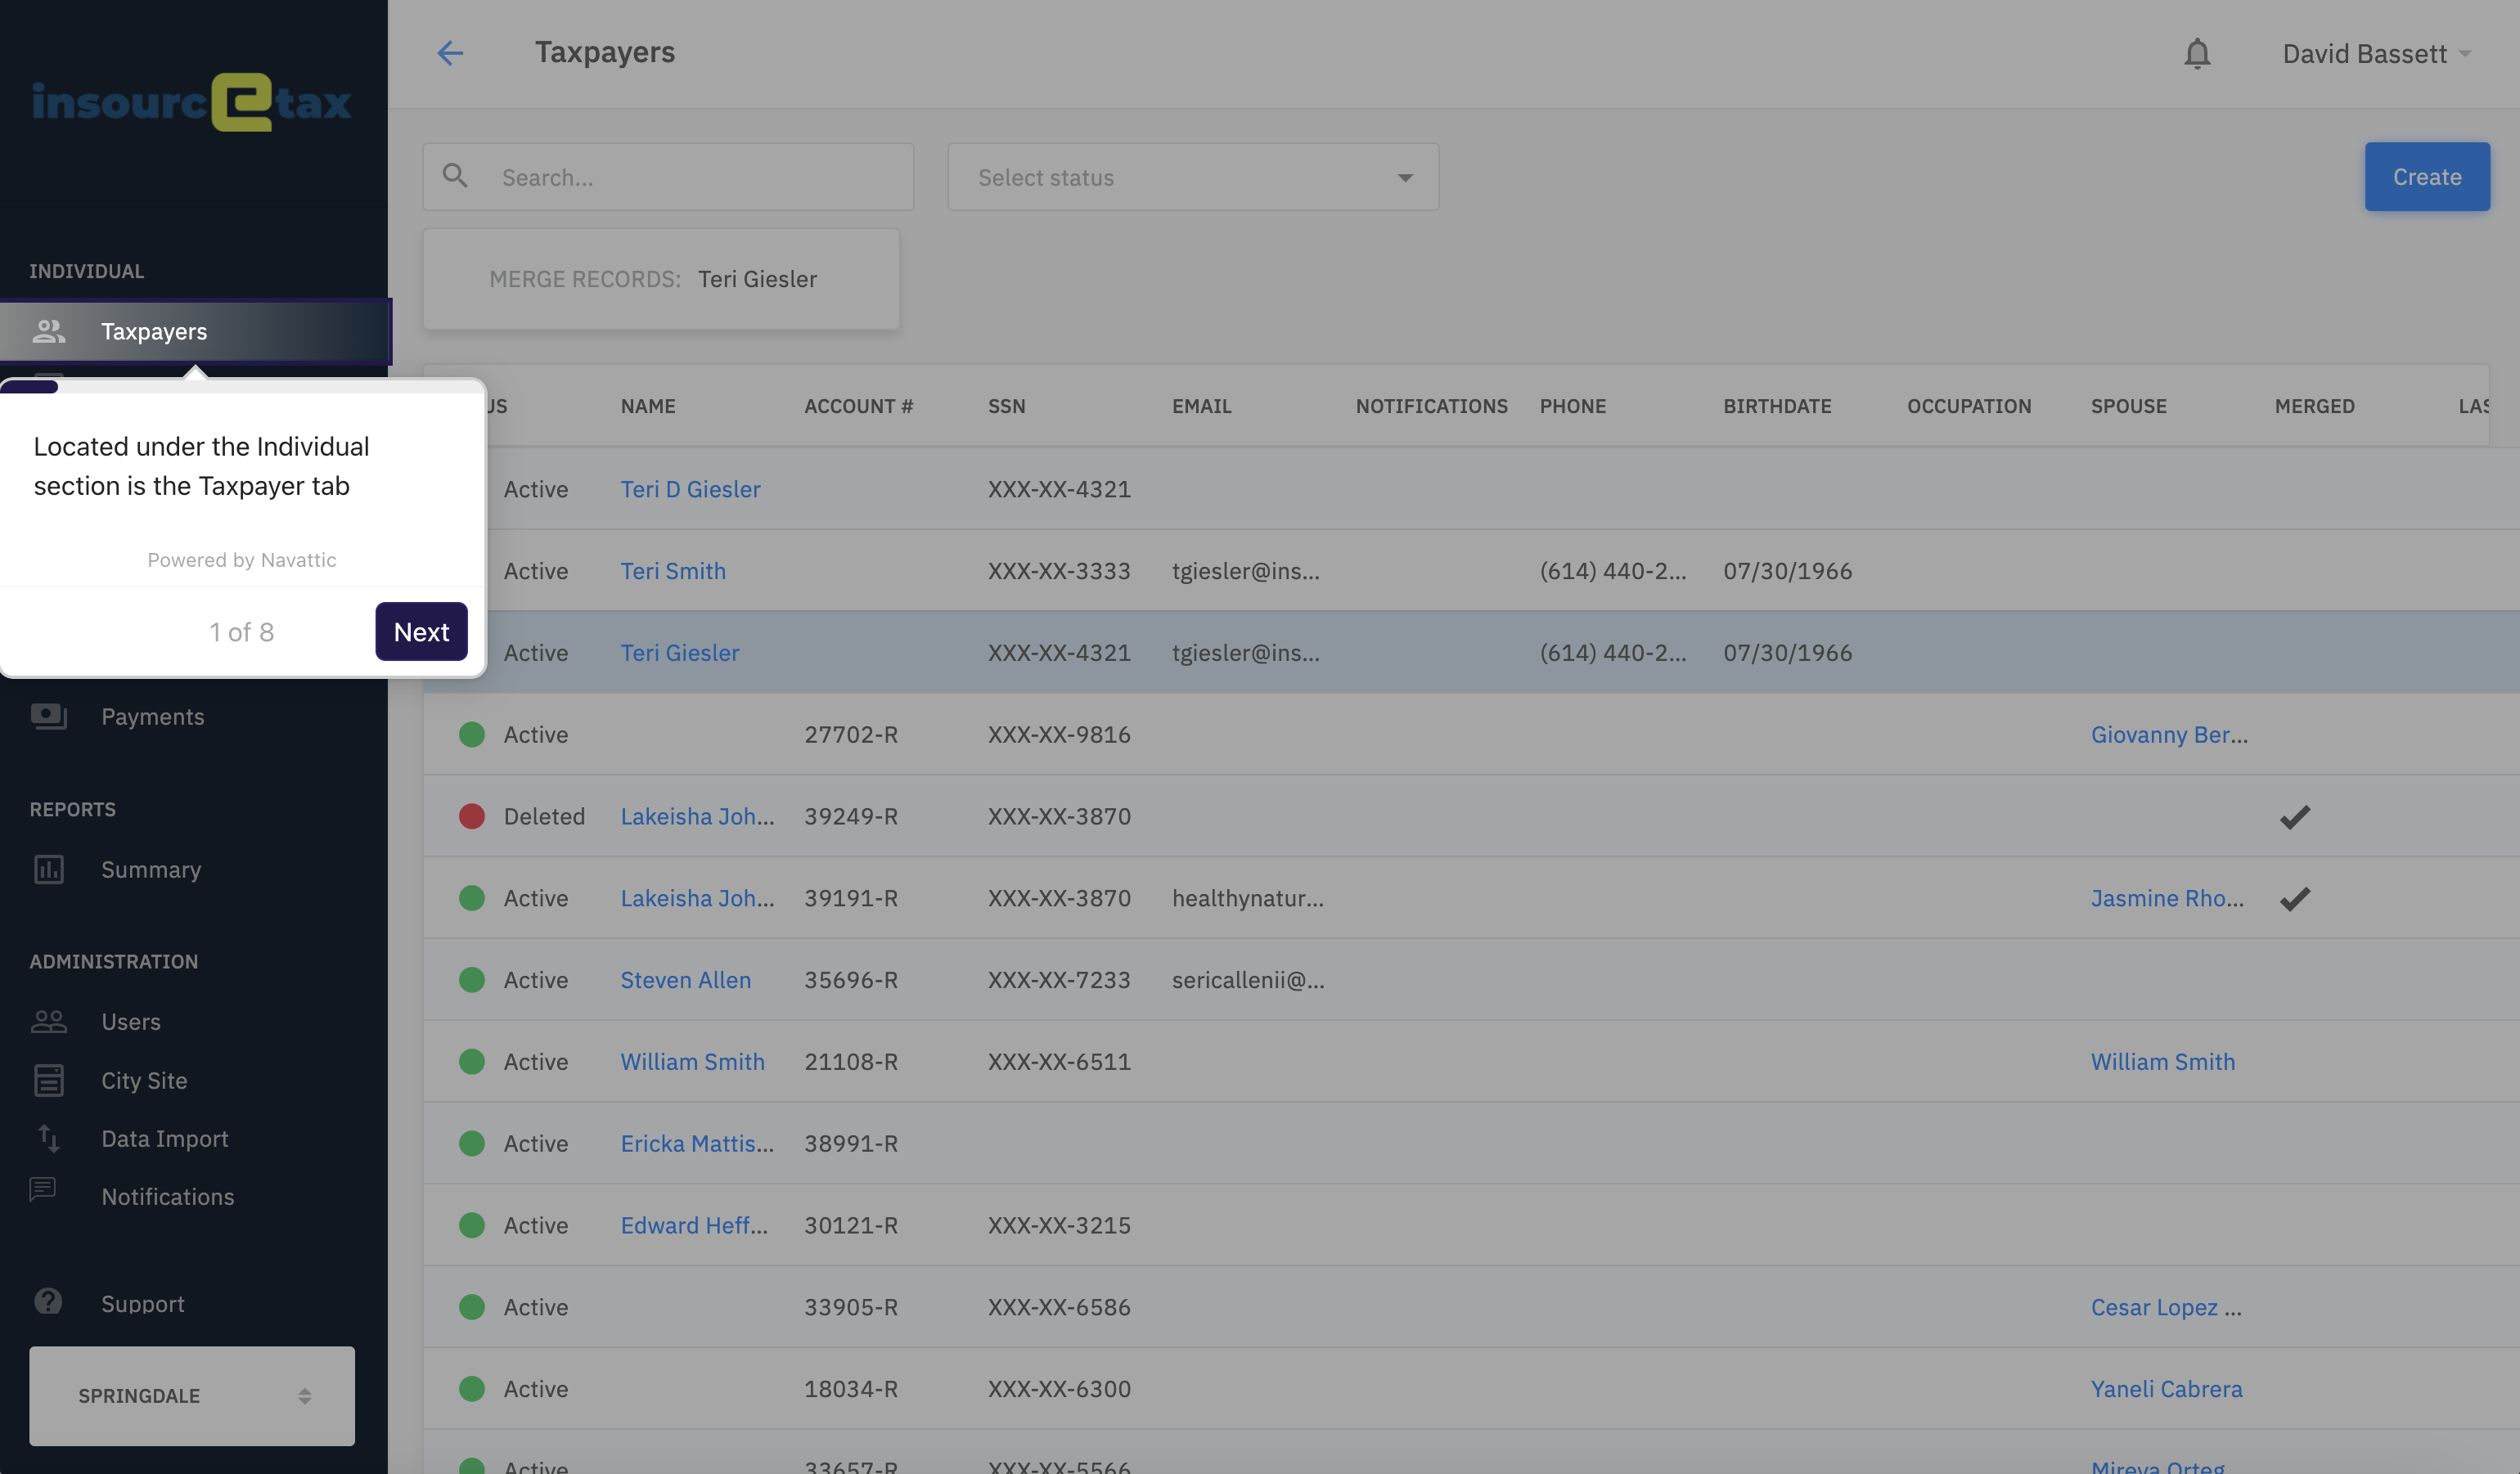 insourcetax
INDIVIDUAL
Taxpayers
Located under the Individual
section is the Taxpayer tab
Powered by Navattic
1 of 8 Next
Payments
REPORTS
Summary
ADMINISTRATION
Users
City Site
Data Import
Notifications
Support
SPRINGDALE
Taxpayers David Bassett
Search... Select status Create
MERGE RECORDS: Teri Giesler
NAME ACCOUNT # SSN EMAIL NOTIFICATIONS PHONE BIRTHDATE OCCUPATION SPOUSE MERGED
Active Teri D Giesler XXX-XX-4321
Active Teri Smith XXX-XX-3333 tgiesler@ins... (614) 440-2... 07/30/1966
Active Teri Giesler XXX-XX-4321 tgiesler@ins... (614) 440-2... 07/30/1966
Active 27702-R XXX-XX-9816 Giovanny Ber...
Deleted Lakeisha Joh... 39249-R XXX-XX-3870
Active Lakeisha Joh... 39191-R XXX-XX-3870 healthynatur... Jasmine Rho...
Active Steven Allen 35696-R XXX-XX-7233 sericallenii@...
Active William Smith 21108-R XXX-XX-6511 William Smith
Active Ericka Mattis... 38991-R
Active Edward Heff... 30121-R XXX-XX-3215
Active 33905-R XXX-XX-6586 Cesar Lopez ...
Active 18034-R XXX-XX-6300 Yaneli Cabrera
Active 33657-R XXX-XX-5566 Mireya Orteg